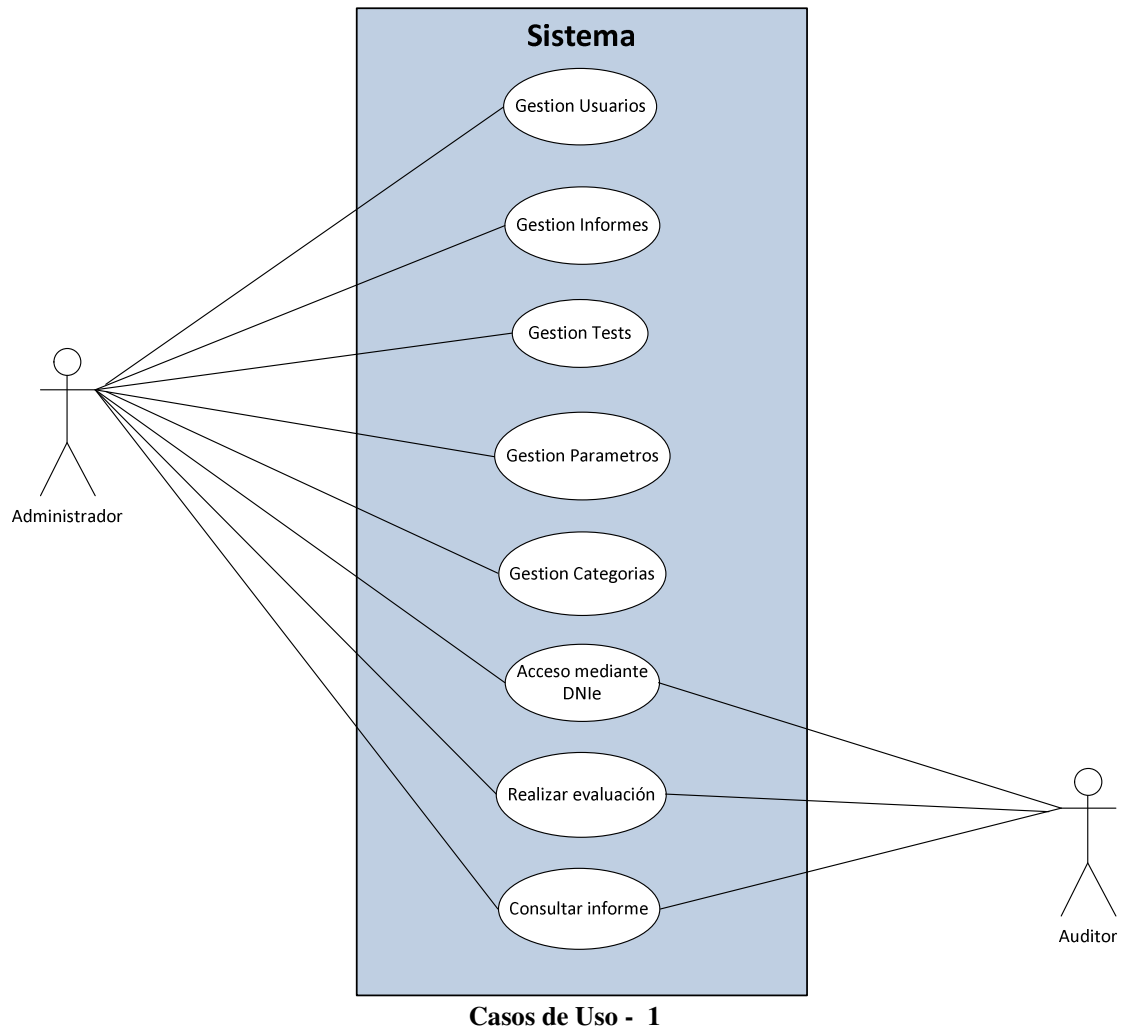 Sistema
Gestion Usuarios
Gestion Informes
Gestion Tests
Gestion Parametros
Gestion Categorias
Acceso mediante
DNIe
Realizar evaluación
Consultar informe
Administrador
Auditor
Casos de Uso - 1